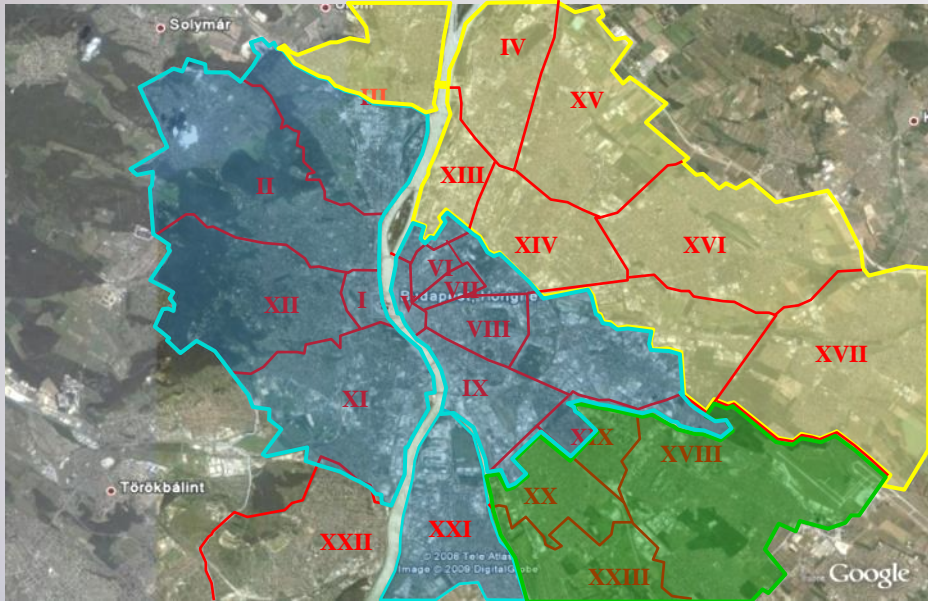 Solymár
IV
III
XV
XIII
II
XIV
XVI
VI
VII
XII
I
V
Budapest, Hongrie
VIII
XVII
IX
XI
XIX
XVIII
Törökbálint
XX
XXII
XXI
© 2008 Tele Atlas
Image © 2009 DigitalGlobe
XXIII
Google